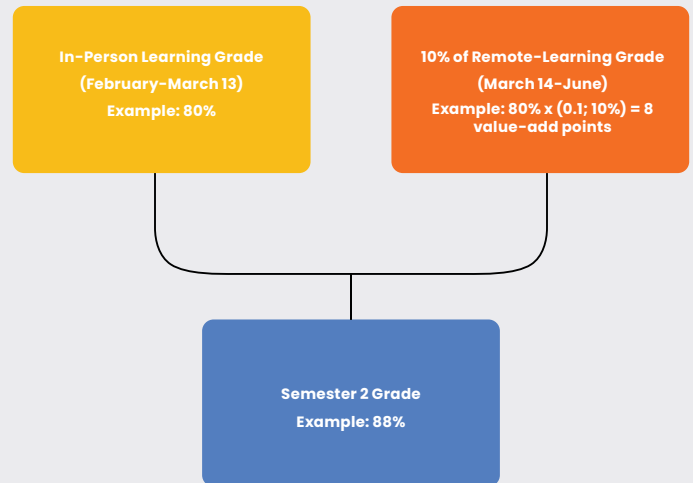 In-Person Learning Grade
(February-March 13)
Example: 80%
10% of Remote-Learning Grade
(March 14-June)
Example: 80% x (0.1; 10%) = 8
value-add points
Semester 2 Grade
Example: 88%